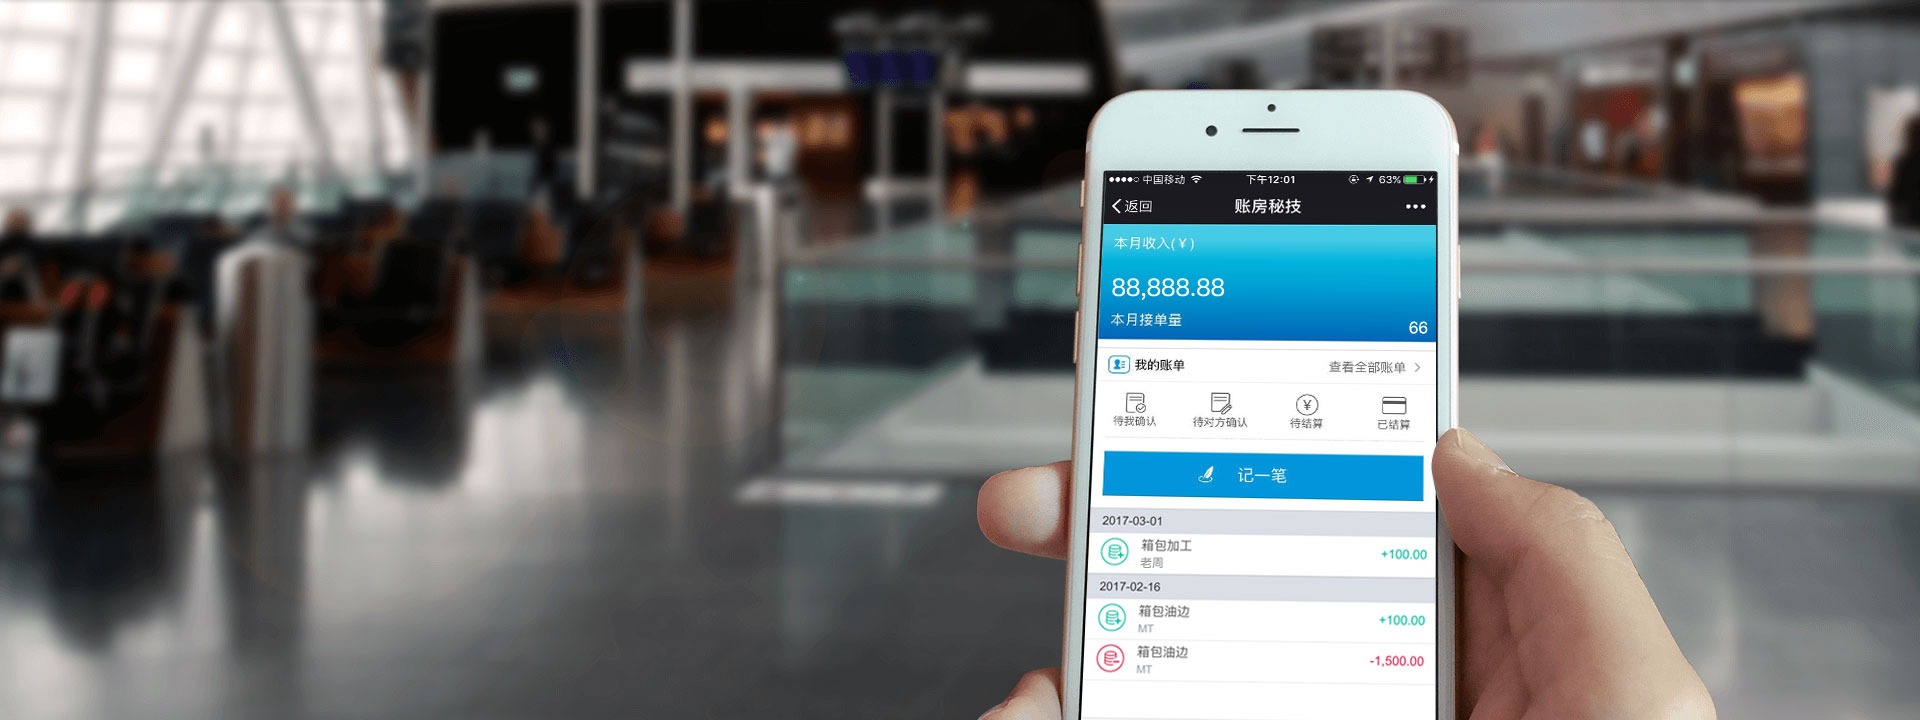 中国移动 下午12:01 63%
返回 账房秘技
本月收入(¥)
88,888.88
本月接单量 66
我的账单 查看全部账单
待我确认 待对方确认 待结算 已结算
记一笔
2017-03-01
箱包加工 +100.00
老周
2017-02-16
箱包油边 +100.00
MT
箱包油边 -1,500.00
MT